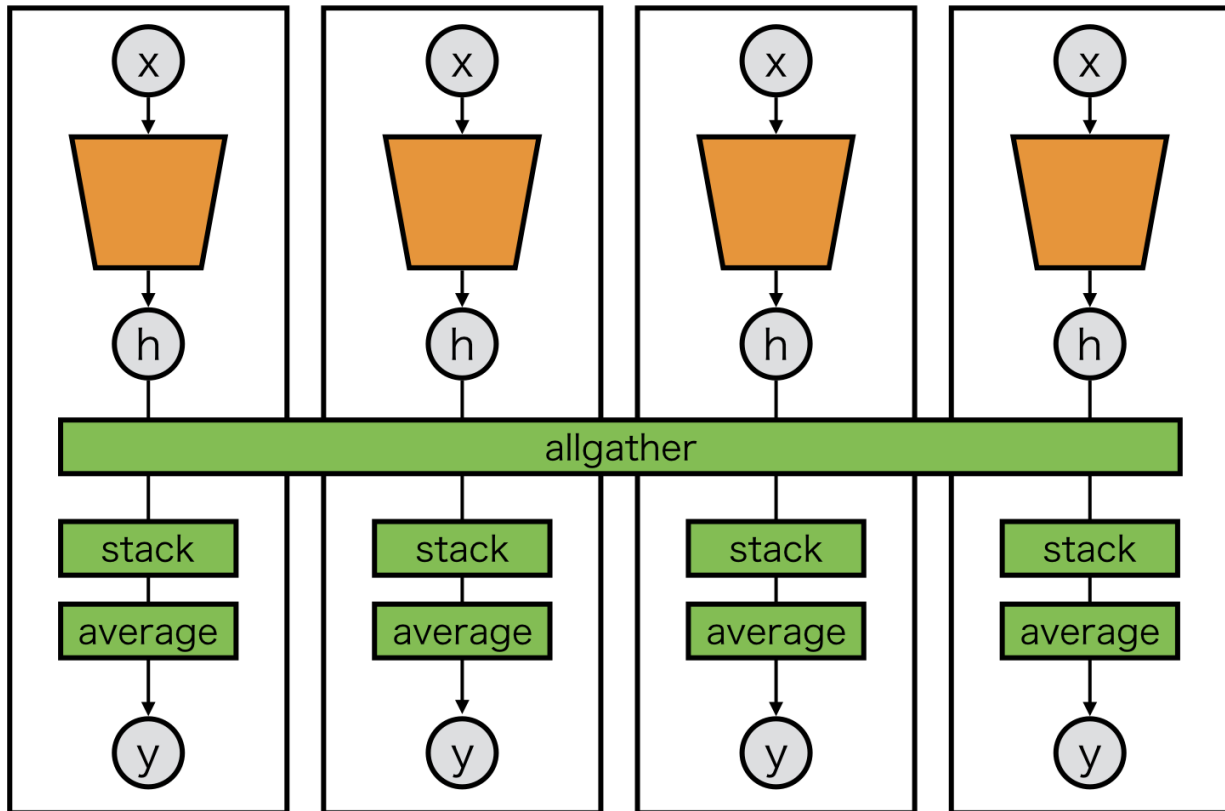 x x x x
h h h h
allgather
stack stack stack stack
average average average average
y y y y